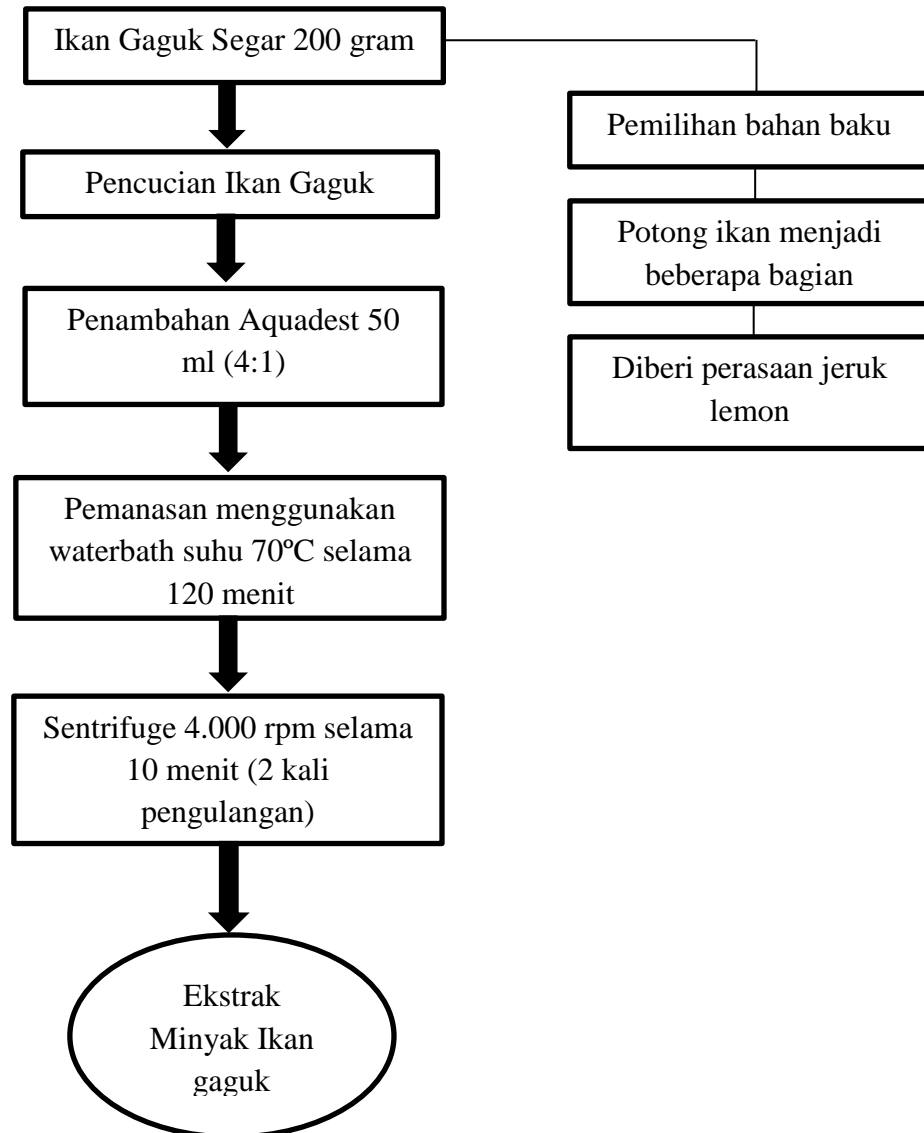 Ikan Gaguk Segar 200 gram
Pencucian Ikan Gaguk
Penambahan Aquadest 50
ml (4:1)
Pemanasan menggunakan
waterbath suhu 70ºC selama
120 menit
Sentrifuge 4.000 rpm selama
10 menit (2 kali
pengulangan)
Ekstrak
Minyak Ikan
gaguk
Pemilihan bahan baku
Potong ikan menjadi
beberapa bagian
Diberi perasaan jeruk
lemon